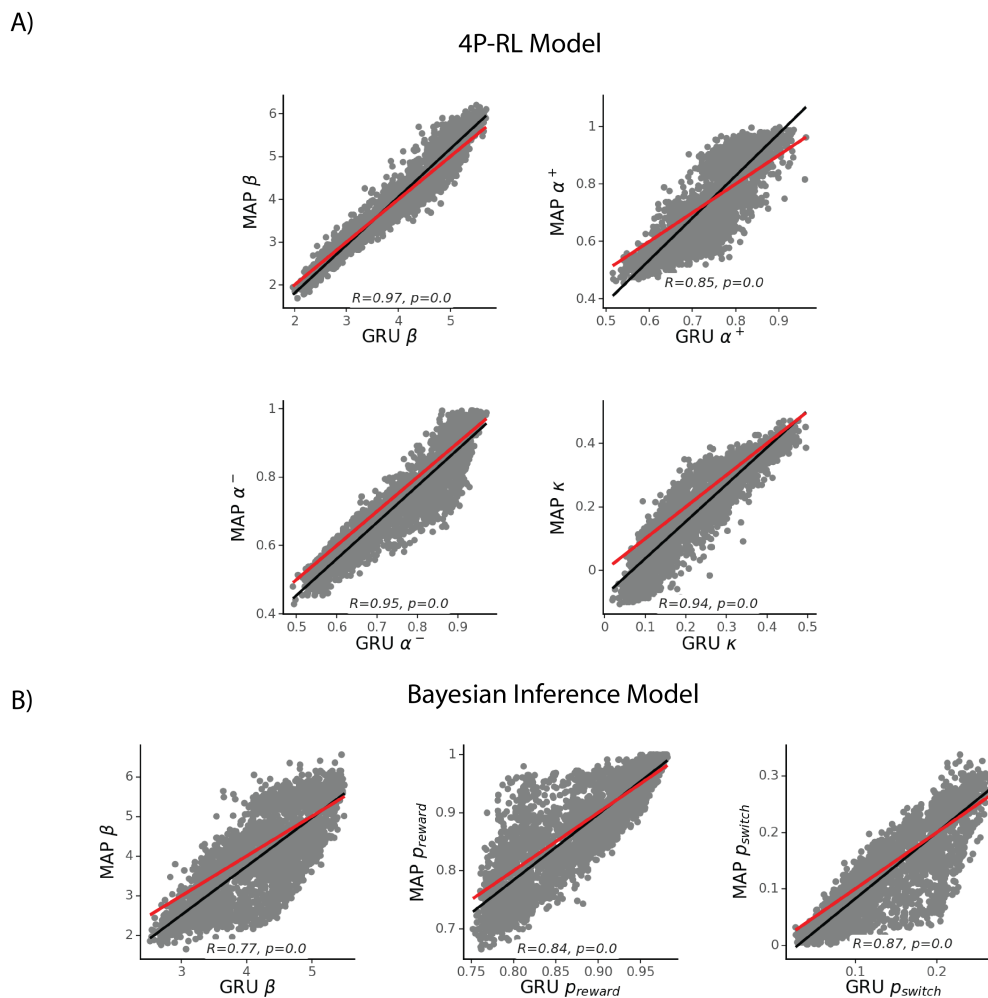 A)
4P-RL Model
6
5
4
3
2
MAP β
R=0.97, p=0.0
2 3 4 5
GRU β
1
0.8
0.6
0.4
MAP α⁺
R=0.85, p=0.0
0.5 0.6 0.7 0.8 0.9
GRU α⁺
1
0.8
0.6
0.4
MAP α⁻
R=0.95, p=0.0
0.5 0.6 0.7 0.8 0.9
GRU α⁻
0.4
0.2
0
MAP κ
R=0.94, p=0.0
0 0.1 0.2 0.3 0.4 0.5
GRU κ
B)
Bayesian Inference Model
6
5
4
3
2
MAP β
R=0.77, p=0.0
3 4 5
GRU β
1
0.9
0.8
0.7
MAP p_reward
R=0.84, p=0.0
0.75 0.80 0.85 0.90 0.95
GRU p_reward
0.3
0.2
0.1
0
MAP p_switch
R=0.87, p=0.0
0.1 0.2
GRU p_switch